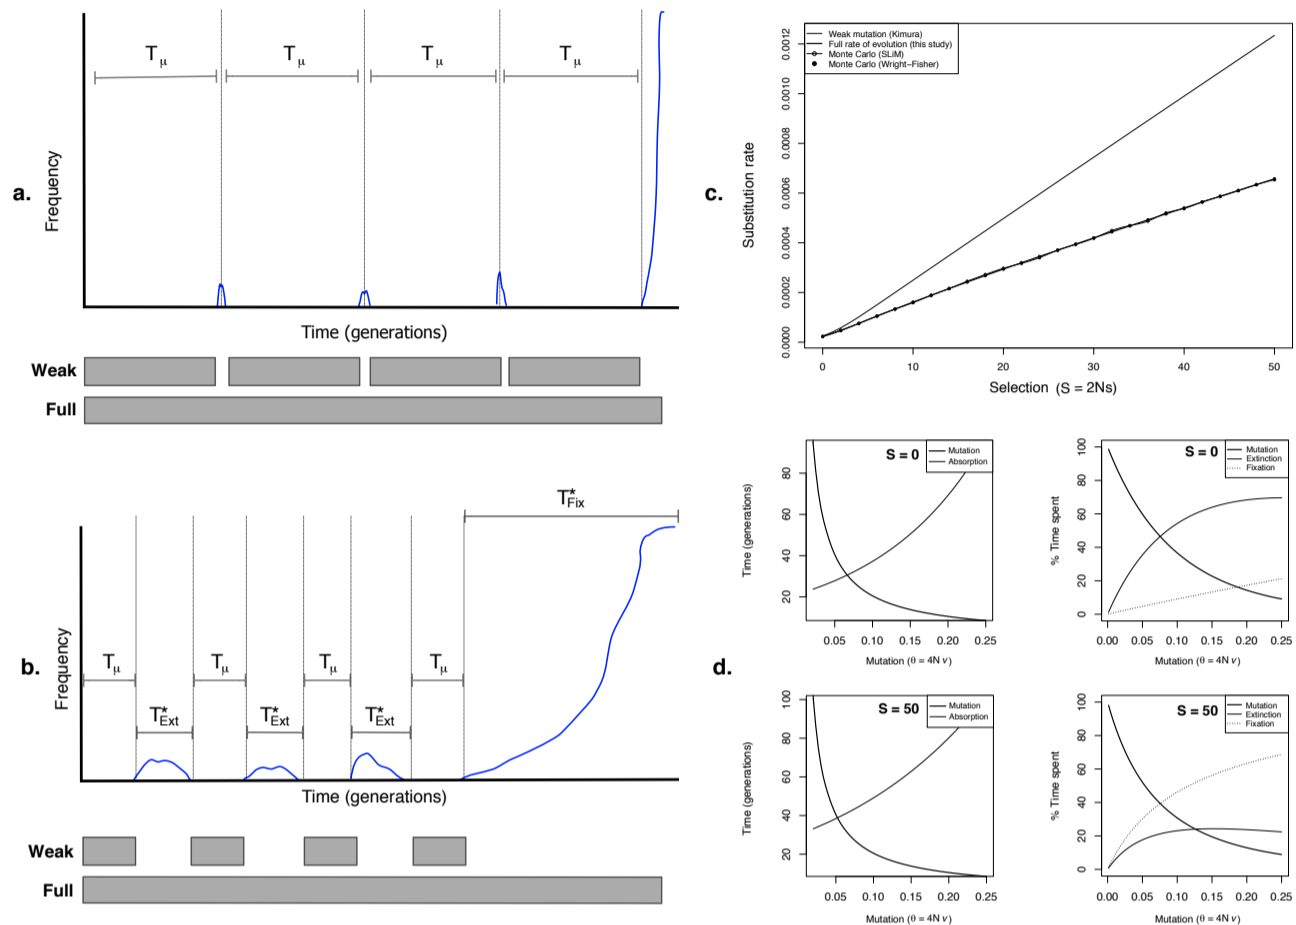 a.
Frequency
Tμ Tμ Tμ Tμ
Time (generations)
Weak
Full
b.
Frequency
T*Fix
Tμ Tμ Tμ Tμ
T*Ext T*Ext T*Ext
Time (generations)
Weak
Full
c.
Substitution rate
0.0012
0.0010
0.0008
0.0006
0.0004
0.0002
0.0000
Weak mutation (Kimura)
Full rate of evolution (this study)
Monte Carlo (SLiM)
Monte Carlo (Wright−Fisher)
0 10 20 30 40 50
Selection (S = 2Ns)
d.
Time (generations)
80
60
40
20
S = 0
Mutation
Absorption
0.05 0.10 0.15 0.20 0.25
Mutation (θ = 4N v)
% Time spent
100
80
60
40
20
0
S = 0
Mutation
Extinction
Fixation
0.00 0.05 0.10 0.15 0.20 0.25
Mutation (θ = 4N v)
Time (generations)
100
80
60
40
20
S = 50
Mutation
Absorption
0.05 0.10 0.15 0.20 0.25
Mutation (θ = 4N v)
% Time spent
100
80
60
40
20
0
S = 50
Mutation
Extinction
Fixation
0.00 0.05 0.10 0.15 0.20 0.25
Mutation (θ = 4N v)